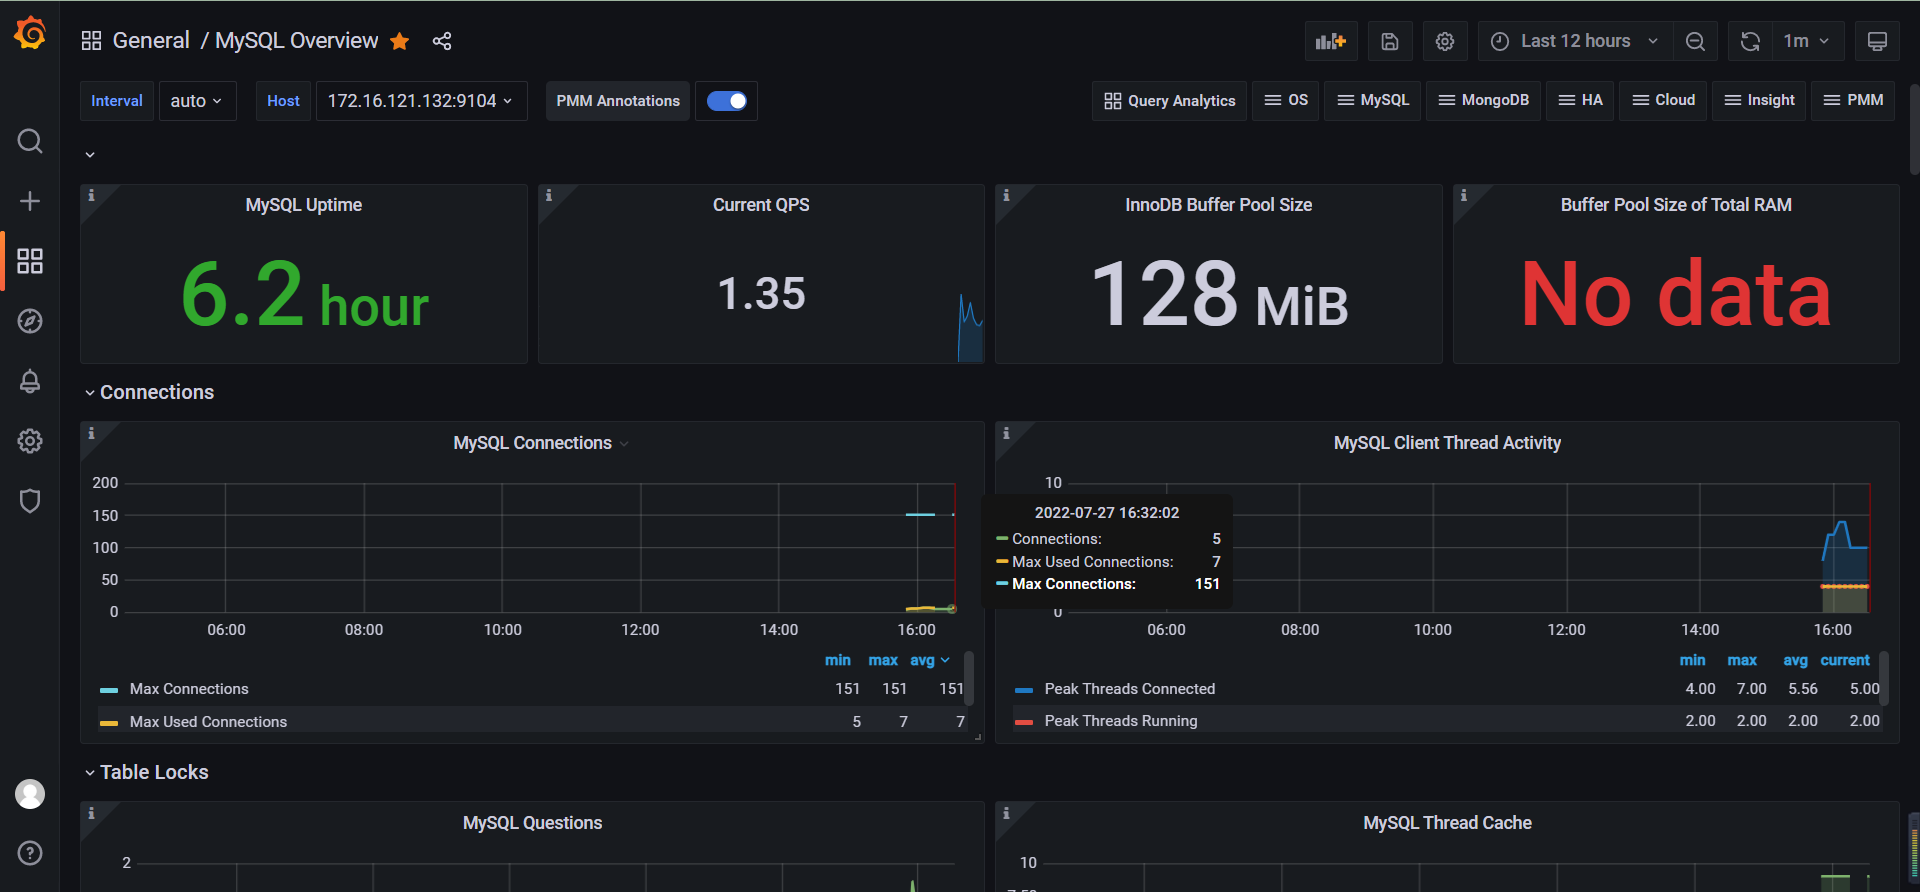 General / MySQL Overview
Last 12 hours
1m
Interval auto
Host 172.16.121.132:9104
PMM Annotations
Query Analytics
OS
MySQL
MongoDB
HA
Cloud
Insight
PMM
MySQL Uptime
6.2 hour
Current QPS
1.35
InnoDB Buffer Pool Size
128 MiB
Buffer Pool Size of Total RAM
No data
Connections
MySQL Connections
200
150
100
50
0
06:00 08:00 10:00 12:00 14:00 16:00
min max avg
Max Connections 151 151 151
Max Used Connections 5 7 7
2022-07-27 16:32:02
Connections: 5
Max Used Connections: 7
Max Connections: 151
MySQL Client Thread Activity
10
0
06:00 08:00 10:00 12:00 14:00 16:00
min max avg current
Peak Threads Connected 4.00 7.00 5.56 5.00
Peak Threads Running 2.00 2.00 2.00 2.00
Table Locks
MySQL Questions
2
MySQL Thread Cache
10